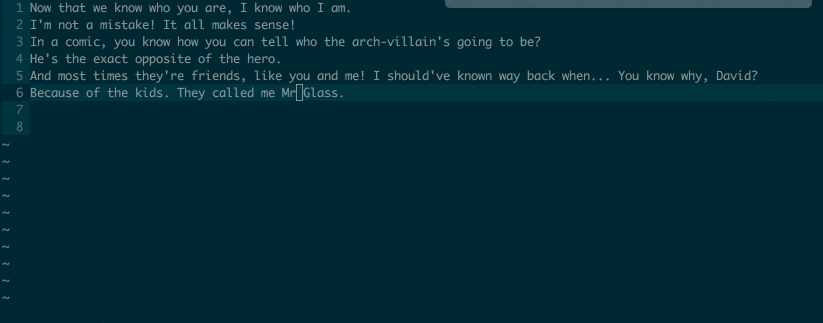 1 Now that we know who you are, I know who I am.
2 I'm not a mistake! It all makes sense!
3 In a comic, you know how you can tell who the arch-villain's going to be?
4 He's the exact opposite of the hero.
5 And most times they're friends, like you and me! I should've known way back when... You know why, David?
6 Because of the kids. They called me Mr Glass.
7
8
~
~
~
~
~
~
~
~
~
~